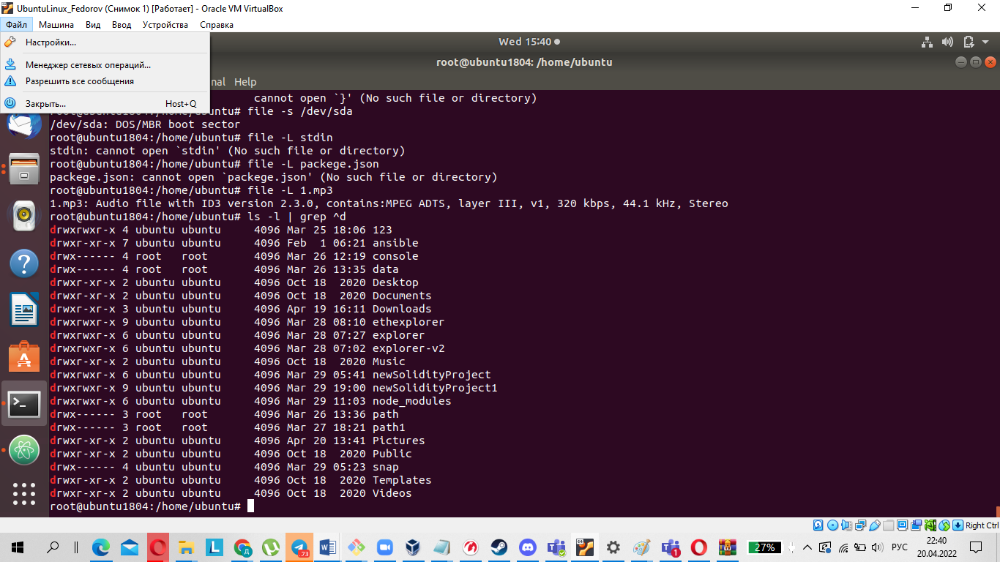 UbuntuLinux_Fedorov (Снимок 1) [Работает] - Oracle VM VirtualBox
Файл Машина Вид Ввод Устройства Справка
Настройки...
Менеджер сетевых операций...
Разрешить все сообщения
Закрыть... Host+Q
Wed 15:40
root@ubuntu1804: /home/ubuntu
nal Help
cannot open `}' (No such file or directory)
root@ubuntu1804:/home/ubuntu# file -s /dev/sda
/dev/sda: DOS/MBR boot sector
root@ubuntu1804:/home/ubuntu# file -L stdin
stdin: cannot open `stdin' (No such file or directory)
root@ubuntu1804:/home/ubuntu# file -L packege.json
packege.json: cannot open `packege.json' (No such file or directory)
root@ubuntu1804:/home/ubuntu# file -L 1.mp3
1.mp3: Audio file with ID3 version 2.3.0, contains:MPEG ADTS, layer III, v1, 320 kbps, 44.1 kHz, Stereo
root@ubuntu1804:/home/ubuntu# ls -l | grep ^d
drwxrwxr-x 4 ubuntu ubuntu     4096 Mar 25 18:06 123
drwxr-xr-x 7 ubuntu ubuntu     4096 Feb  1 06:21 ansible
drwx------ 4 root   root       4096 Mar 26 12:19 console
drwx------ 4 root   root       4096 Mar 26 13:35 data
drwxr-xr-x 2 ubuntu ubuntu     4096 Oct 18  2020 Desktop
drwxr-xr-x 2 ubuntu ubuntu     4096 Oct 18  2020 Documents
drwxr-xr-x 3 ubuntu ubuntu     4096 Apr 19 16:11 Downloads
drwxrwxr-x 9 ubuntu ubuntu     4096 Mar 28 08:10 ethexplorer
drwxrwxr-x 6 ubuntu ubuntu     4096 Mar 28 07:27 explorer
drwxrwxr-x 6 ubuntu ubuntu     4096 Mar 28 07:02 explorer-v2
drwxr-xr-x 2 ubuntu ubuntu     4096 Oct 18  2020 Music
drwxrwxr-x 6 ubuntu ubuntu     4096 Mar 29 05:41 newSolidityProject
drwxrwxr-x 9 ubuntu ubuntu     4096 Mar 29 19:00 newSolidityProject1
drwxrwxr-x 6 ubuntu ubuntu     4096 Mar 29 11:03 node_modules
drwx------ 3 root   root       4096 Mar 26 13:36 path
drwx------ 3 root   root       4096 Mar 27 18:21 path1
drwxr-xr-x 2 ubuntu ubuntu     4096 Apr 20 13:41 Pictures
drwxr-xr-x 2 ubuntu ubuntu     4096 Oct 18  2020 Public
drwx------ 4 ubuntu ubuntu     4096 Mar 29 05:23 snap
drwxr-xr-x 2 ubuntu ubuntu     4096 Oct 18  2020 Templates
drwxr-xr-x 2 ubuntu ubuntu     4096 Oct 18  2020 Videos
root@ubuntu1804:/home/ubuntu#
Right Ctrl
27% РУС 22:40
20.04.2022